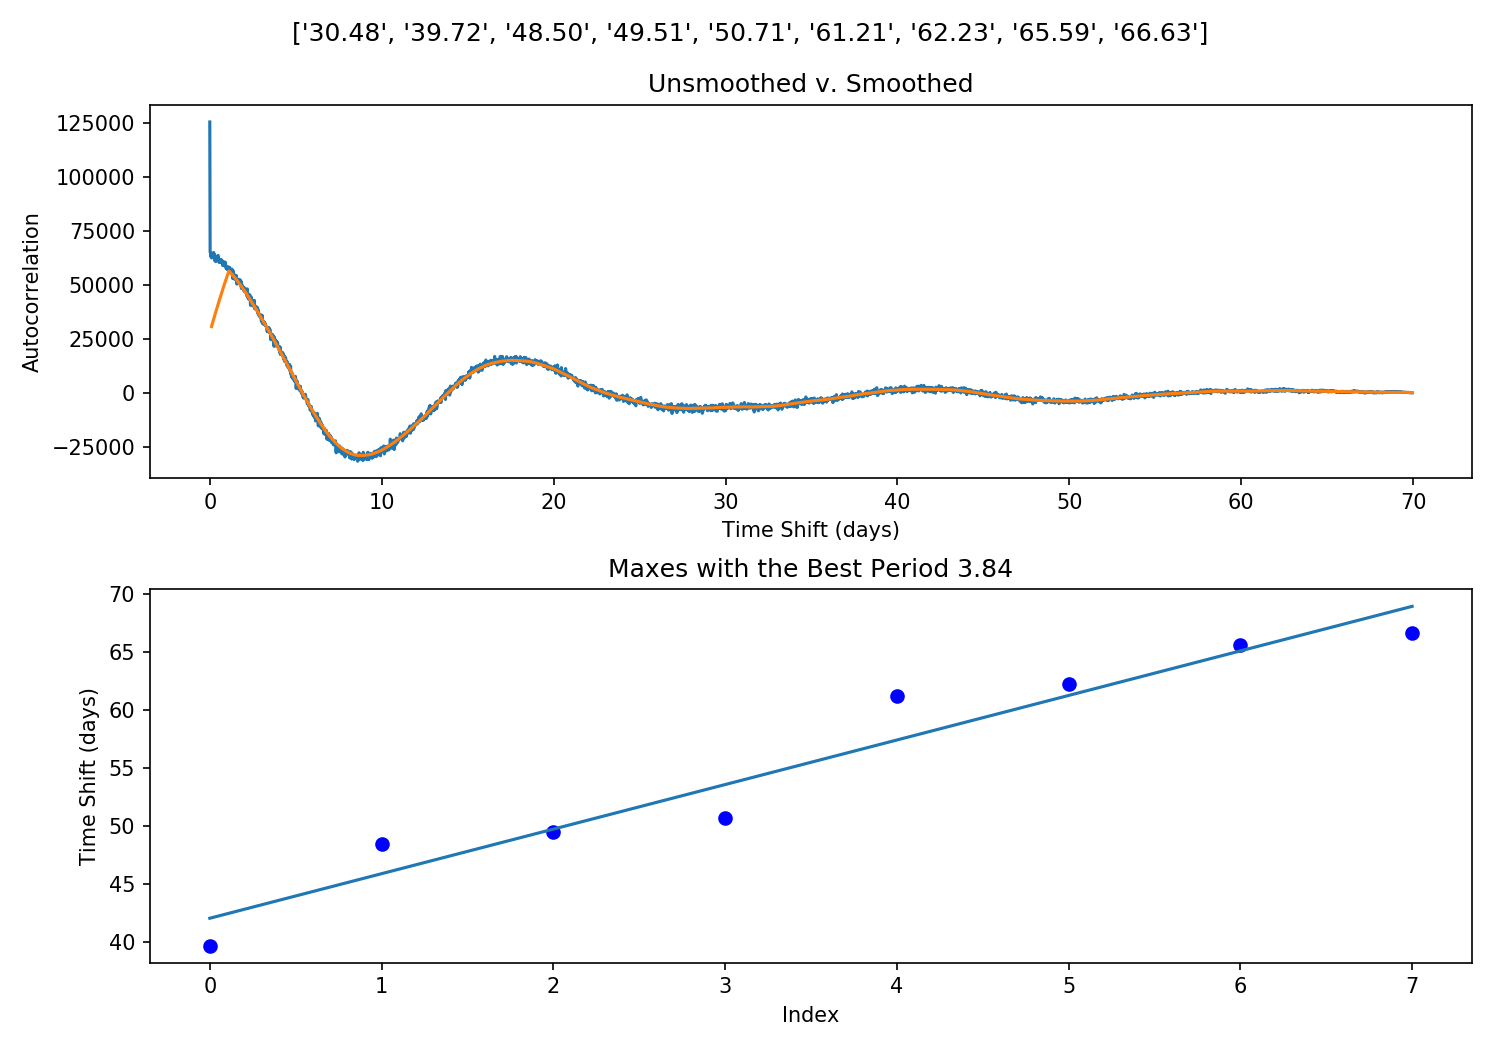 ['30.48', '39.72', '48.50', '49.51', '50.71', '61.21', '62.23', '65.59', '66.63']
Unsmoothed v. Smoothed
125000
100000
75000
50000
25000
0
−25000
Autocorrelation
0 10 20 30 40 50 60 70
Time Shift (days)
Maxes with the Best Period 3.84
70
65
60
55
50
45
40
Time Shift (days)
0 1 2 3 4 5 6 7
Index